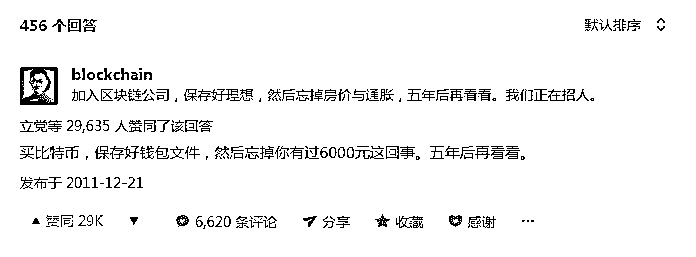 456 个回答
默认排序
blockchain
加入区块链公司，保存好理想，然后忘掉房价与通胀，五年后再看看。我们正在招人。
立党等 29,635 人赞同了该回答
买比特币，保存好钱包文件，然后忘掉你有过6000元这回事。五年后再看看。
发布于 2011-12-21
赞同 29K 6,620 条评论 分享 收藏 感谢 ···